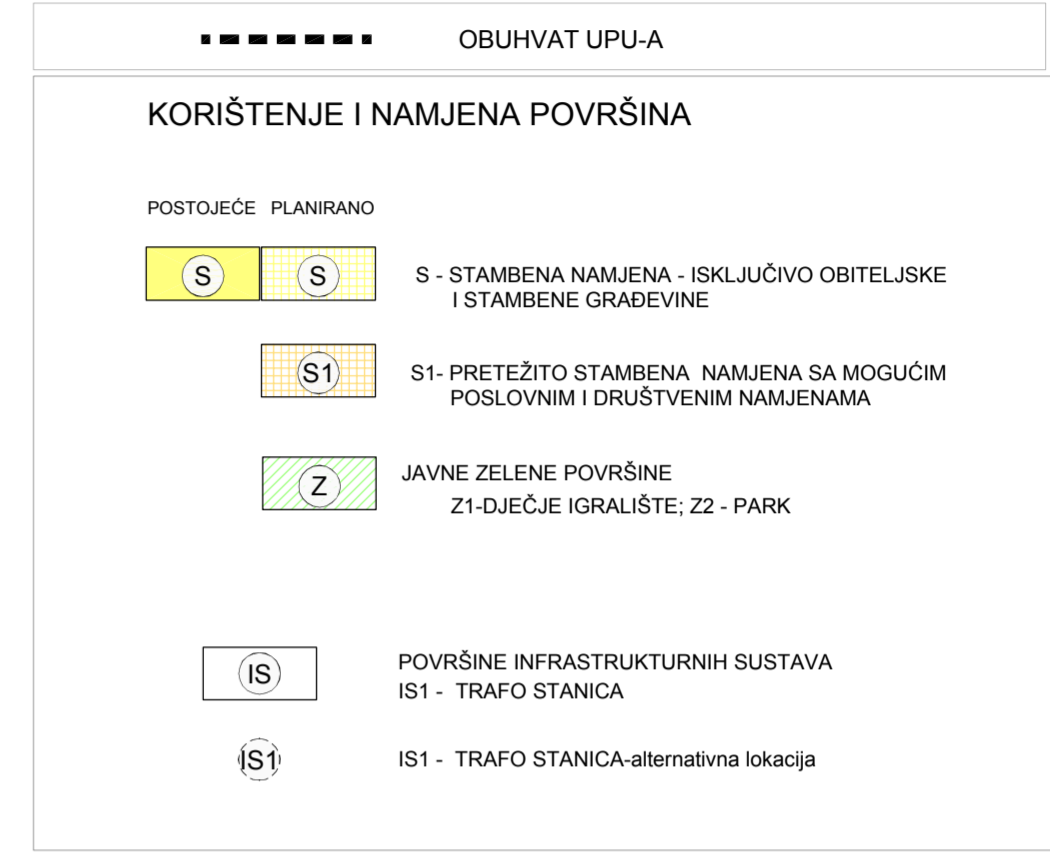 OBUHVAT UPU-A
KORIŠTENJE I NAMJENA POVRŠINA
POSTOJEĆE PLANIRANO
S S S - STAMBENA NAMJENA - ISKLJUČIVO OBITELJSKE
I STAMBENE GRAĐEVINE
S1 S1- PRETEŽITO STAMBENA NAMJENA SA MOGUĆIM
POSLOVNIM I DRUŠTVENIM NAMJENAMA
Z JAVNE ZELENE POVRŠINE
Z1-DJEČJE IGRALIŠTE; Z2 - PARK
IS POVRŠINE INFRASTRUKTURNIH SUSTAVA
IS1 - TRAFO STANICA
IS1 IS1 - TRAFO STANICA-alternativna lokacija